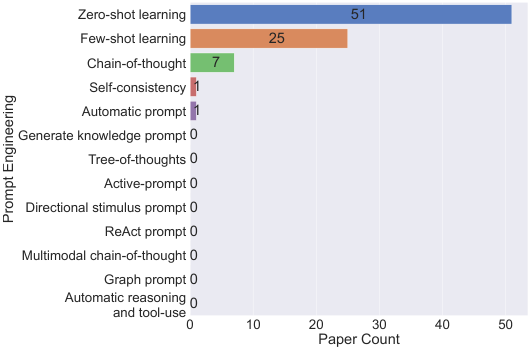 Prompt Engineering
Zero-shot learning 51
Few-shot learning 25
Chain-of-thought 7
Self-consistency 1
Automatic prompt 1
Generate knowledge prompt 0
Tree-of-thoughts 0
Active-prompt 0
Directional stimulus prompt 0
ReAct prompt 0
Multimodal chain-of-thought 0
Graph prompt 0
Automatic reasoning
and tool-use 0
0 10 20 30 40 50
Paper Count